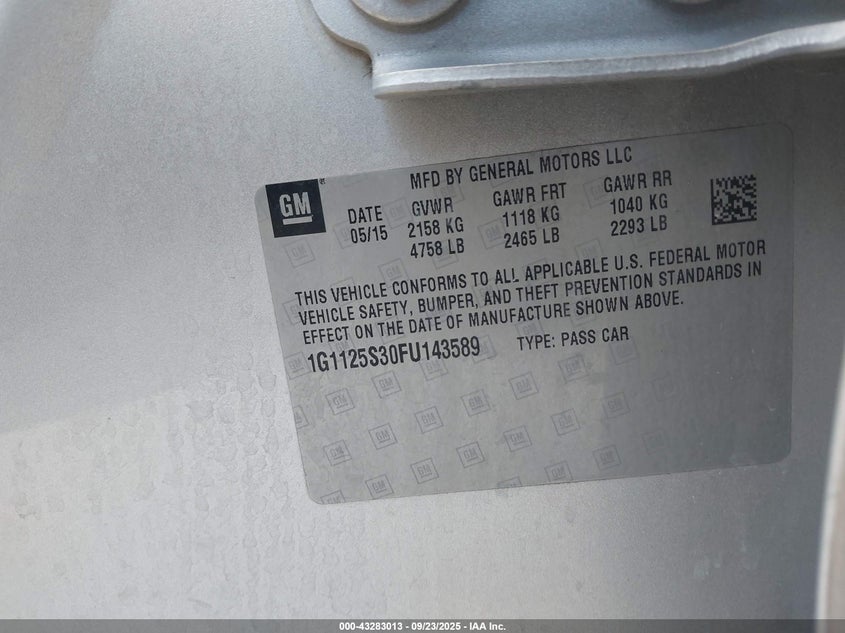 GM
MFD BY GENERAL MOTORS LLC
DATE GVWR GAWR FRT GAWR RR
05/15 2158 KG 1118 KG 1040 KG
4758 LB 2465 LB 2293 LB
THIS VEHICLE CONFORMS TO ALL APPLICABLE U.S. FEDERAL MOTOR
VEHICLE SAFETY, BUMPER, AND THEFT PREVENTION STANDARDS IN
EFFECT ON THE DATE OF MANUFACTURE SHOWN ABOVE.
1G1125S30FU143589 TYPE: PASS CAR
000-43283013 - 09/23/2025 - IAA Inc.